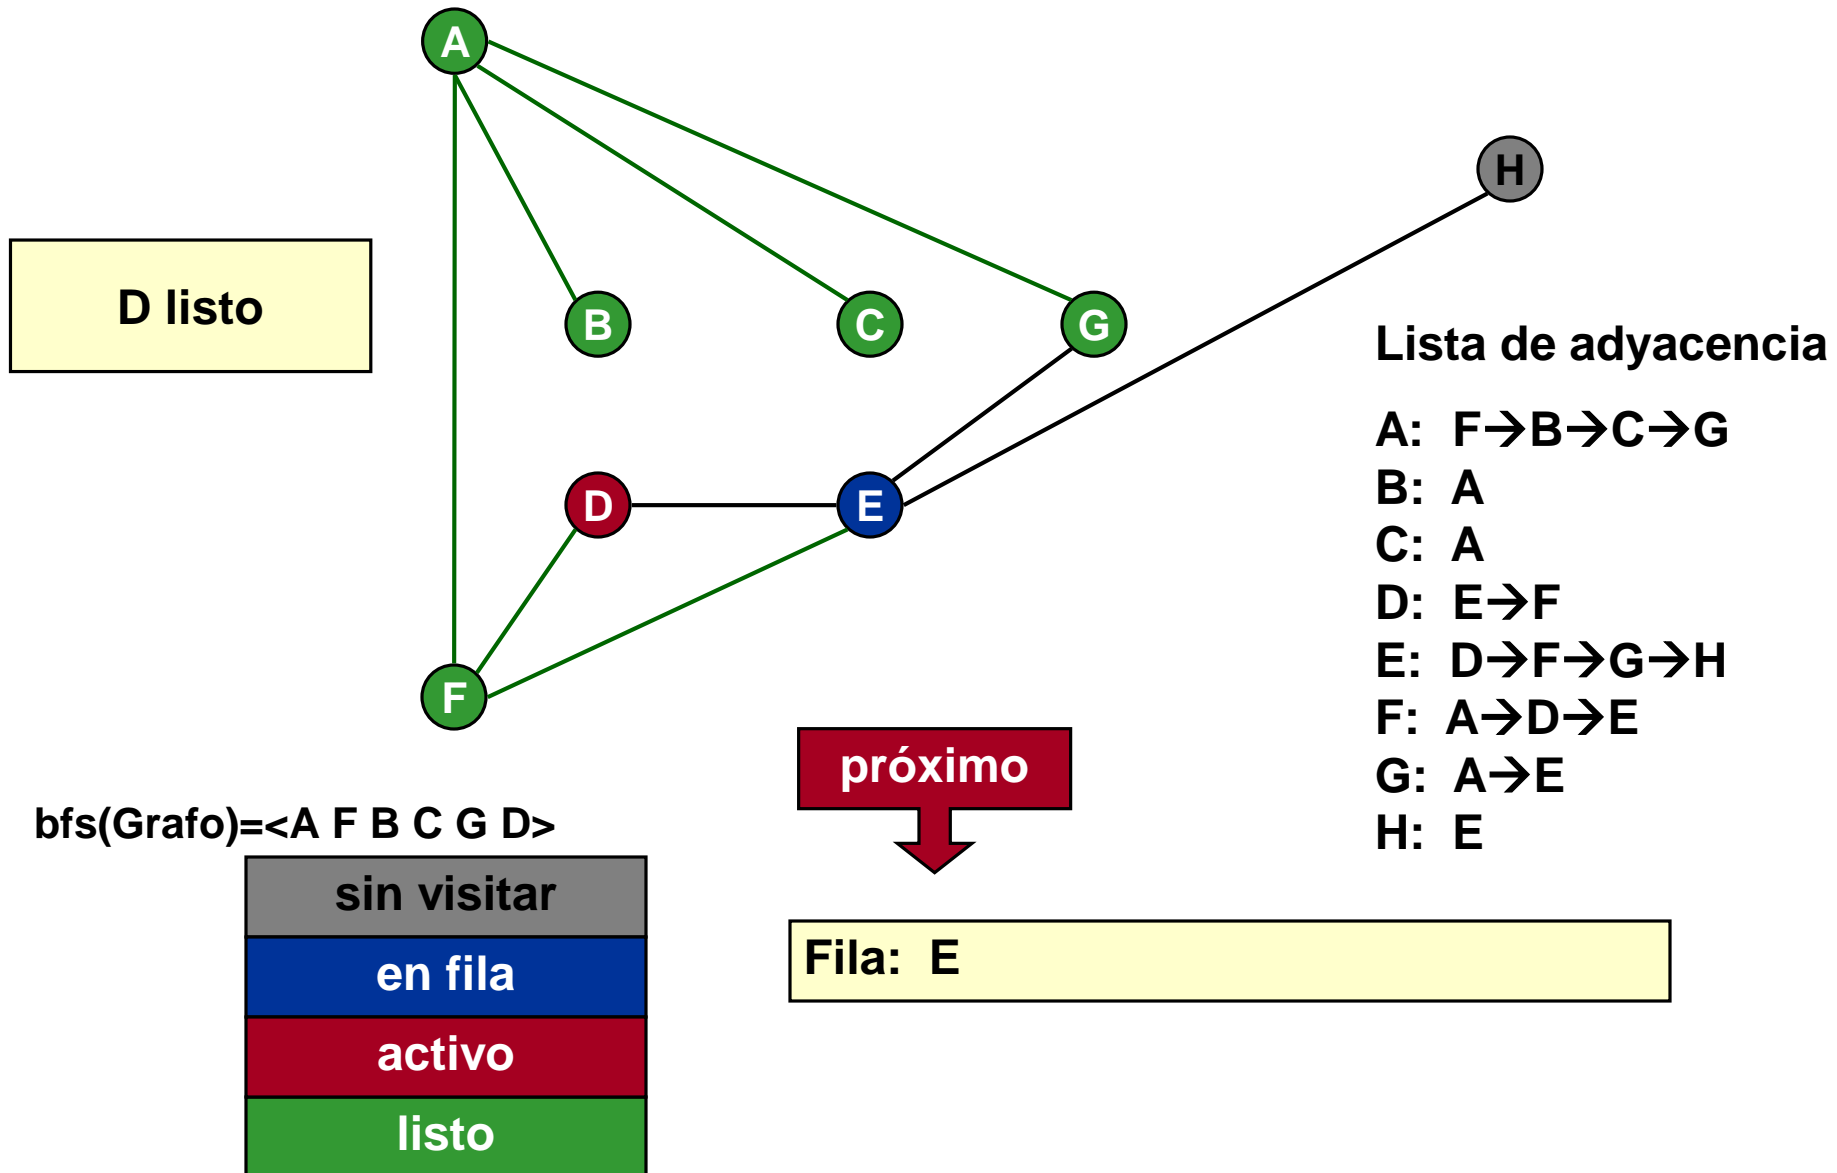 A
H
D listo
B
C
G
Lista de adyacencia
A: F→B→C→G
B: A
C: A
D: E→F
E: D→F→G→H
F: A→D→E
G: A→E
H: E
D
E
F
próximo
bfs(Grafo)=<A F B C G D>
sin visitar
en fila
activo
listo
Fila: E